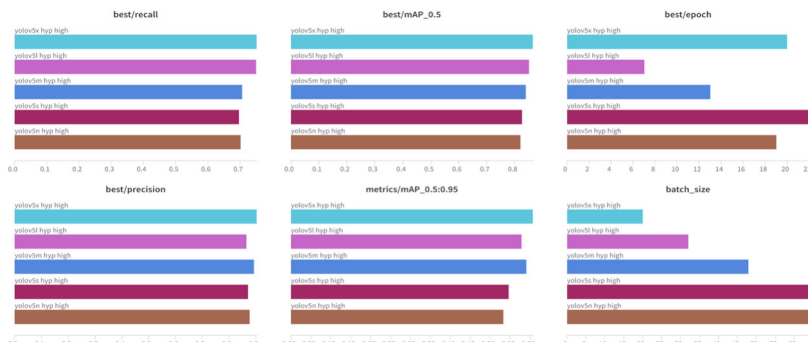 best/recall
yolov5x hyp high
yolov5l hyp high
yolov5m hyp high
yolov5s hyp high
yolov5n hyp high
0.0 0.1 0.2 0.3 0.4 0.5 0.6 0.7
best/mAP_0.5
yolov5x hyp high
yolov5l hyp high
yolov5m hyp high
yolov5s hyp high
yolov5n hyp high
0.0 0.1 0.2 0.3 0.4 0.5 0.6 0.7 0.8
best/epoch
yolov5x hyp high
yolov5l hyp high
yolov5m hyp high
yolov5s hyp high
yolov5n hyp high
0 2 4 6 8 10 12 14 16 18 20 22
best/precision
yolov5x hyp high
yolov5l hyp high
yolov5m hyp high
yolov5s hyp high
yolov5n hyp high
metrics/mAP_0.5:0.95
yolov5x hyp high
yolov5l hyp high
yolov5m hyp high
yolov5s hyp high
yolov5n hyp high
batch_size
yolov5x hyp high
yolov5l hyp high
yolov5m hyp high
yolov5s hyp high
yolov5n hyp high